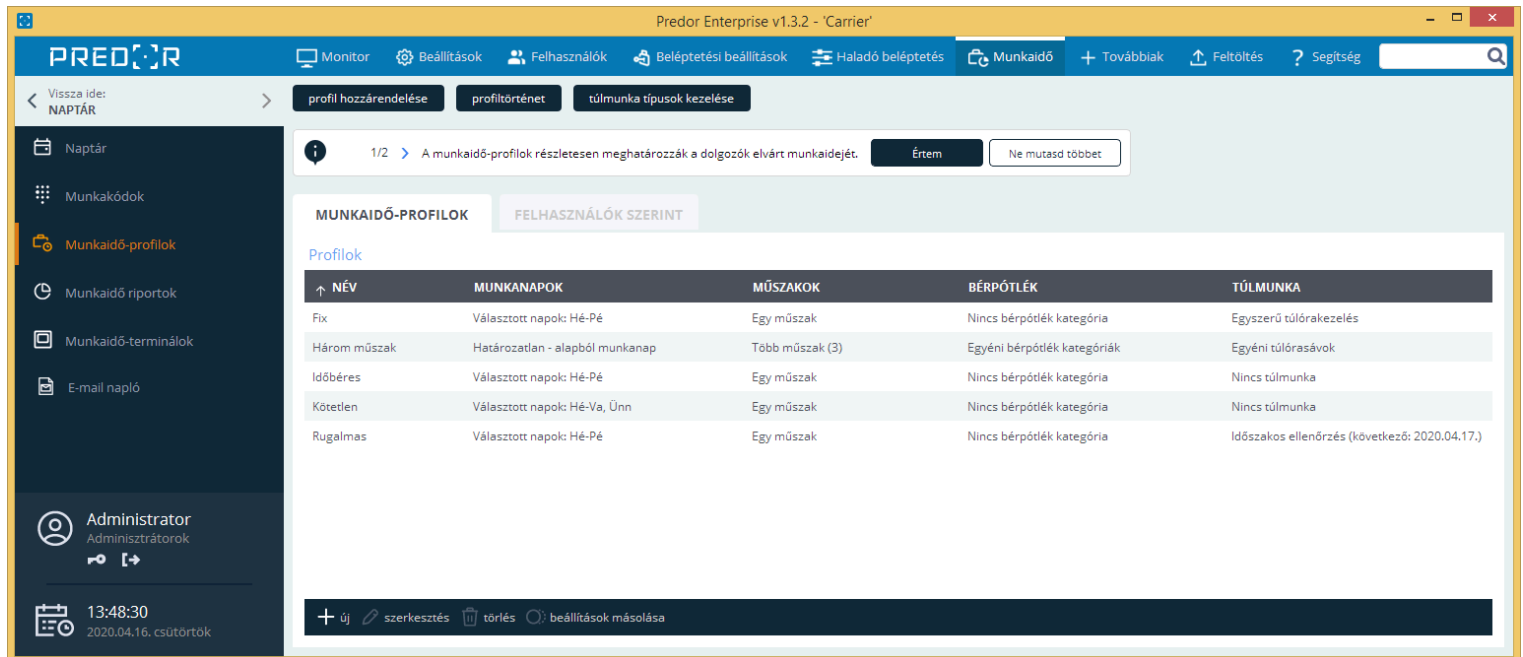 Predor Enterprise v1.3.2 - 'Carrier'
PRED[·]R Monitor Beállítások Felhasználók Beléptetési beállítások Haladó beléptetés Munkaidő Továbbiak Feltöltés Segítség
Vissza ide:
NAPTÁR
profil hozzárendelése profiltörténet túlmunka típusok kezelése
Naptár
Munkakódok
Munkaidő-profilok
Munkaidő riportok
Munkaidő-terminálok
E-mail napló
1/2 A munkaidő-profilok részletesen meghatározzák a dolgozók elvárt munkaidejét. Értem Ne mutasd többet
MUNKAIDŐ-PROFILOK FELHASZNÁLÓK SZERINT
Profilok
NÉV MUNKANAPOK MŰSZAKOK BÉRPÓTLÉK TÚLMUNKA
Fix Választott napok: Hé-Pé Egy műszak Nincs bérpótlék kategória Egyszerű túlórakezelés
Három műszak Határozatlan - alapból munkanap Több műszak (3) Egyéni bérpótlék kategóriák Egyéni túlórasávok
Időbéres Választott napok: Hé-Pé Egy műszak Nincs bérpótlék kategória Nincs túlmunka
Kötetlen Választott napok: Hé-Va, Ünn Egy műszak Nincs bérpótlék kategória Nincs túlmunka
Rugalmas Választott napok: Hé-Pé Egy műszak Nincs bérpótlék kategória Időszakos ellenőrzés (következő: 2020.04.17.)
Administrator
Adminisztrátorok
13:48:30
2020.04.16. csütörtök
új szerkesztés törlés beállítások másolása